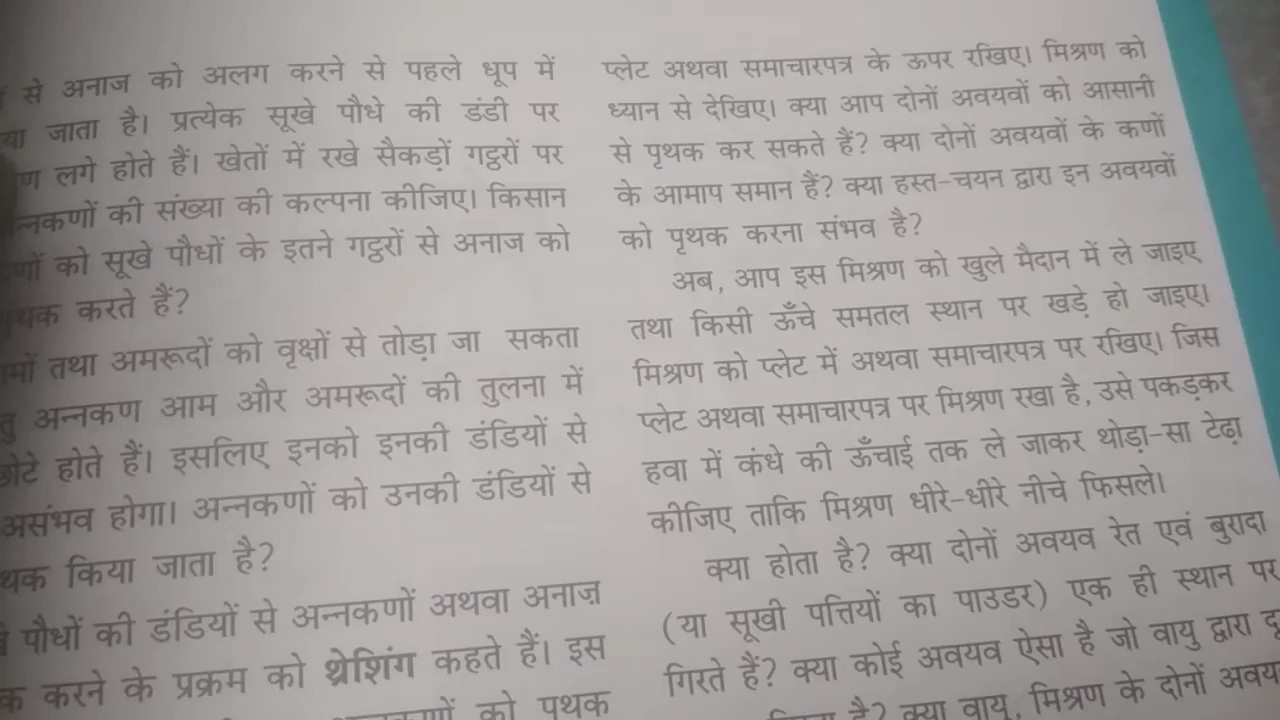 से अनाज को अलग करने से पहले धूप में
जाता है। प्रत्येक सूखे पौधे की डंडी पर
लगे होते हैं। खेतों में रखे सैकड़ों गट्ठरों पर
की संख्या की कल्पना कीजिए। किसान
को सूखे पौधों के इतने गट्ठरों से अनाज को
करते हैं?
तथा अमरूदों को वृक्षों से तोड़ा जा सकता
अन्नकण आम और अमरूदों की तुलना में
होते हैं। इसलिए इनको इनकी डंडियों से
असंभव होगा। अन्नकणों को उनकी डंडियों से
किया जाता है?
पौधों की डंडियों से अन्नकणों अथवा अनाज़
करने के प्रक्रम को थ्रेशिंग कहते हैं। इस
को पृथक
प्लेट अथवा समाचारपत्र के ऊपर रखिए। मिश्रण को
ध्यान से देखिए। क्या आप दोनों अवयवों को आसानी
से पृथक कर सकते हैं? क्या दोनों अवयवों के कणों
के आमाप समान हैं? क्या हस्त-चयन द्वारा इन अवयवों
को पृथक करना संभव है?
अब, आप इस मिश्रण को खुले मैदान में ले जाइए
तथा किसी ऊँचे समतल स्थान पर खड़े हो जाइए।
मिश्रण को प्लेट में अथवा समाचारपत्र पर रखिए। जिस
प्लेट अथवा समाचारपत्र पर मिश्रण रखा है, उसे पकड़कर
हवा में कंधे की ऊँचाई तक ले जाकर थोड़ा-सा टेढ़ा
कीजिए ताकि मिश्रण धीरे-धीरे नीचे फिसले।
क्या होता है? क्या दोनों अवयव रेत एवं बुरादा
(या सूखी पत्तियों का पाउडर) एक ही स्थान पर
गिरते हैं? क्या कोई अवयव ऐसा है जो वायु द्वारा
है? क्या वायु, मिश्रण के दोनों